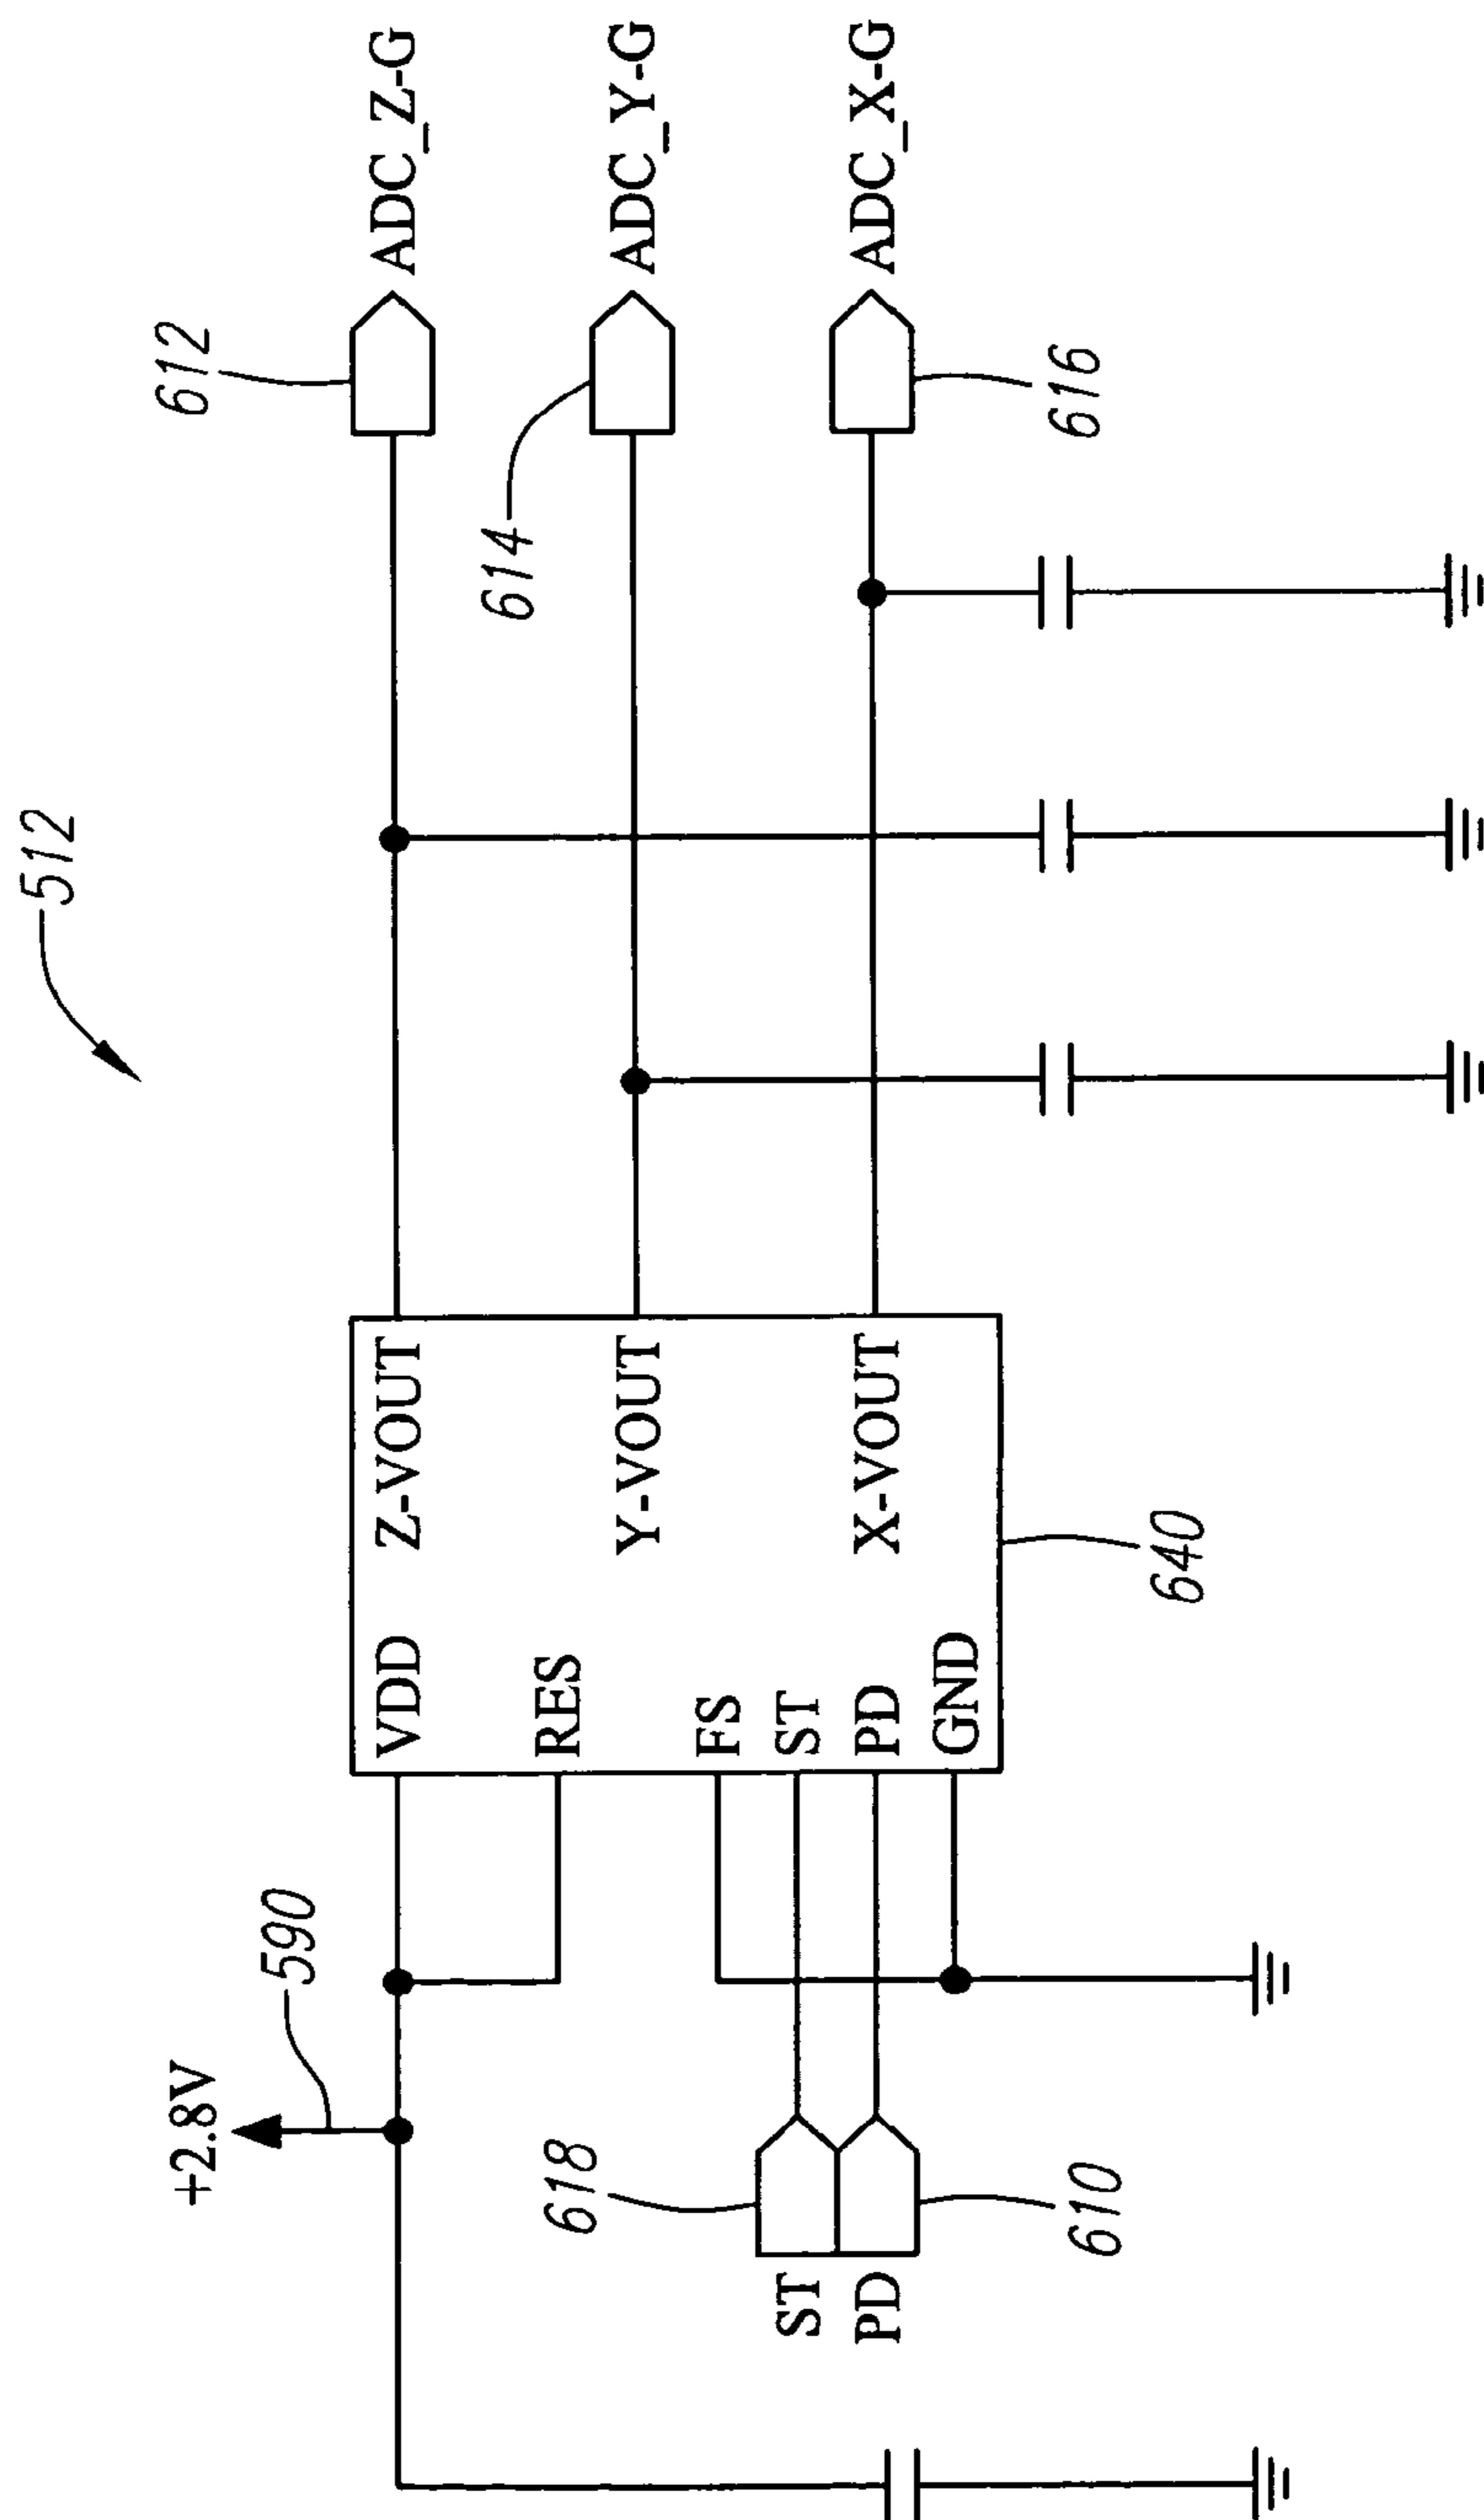 512
+2.8V
590
612
VDD
Z-VOUT
ADC_Z-G
RES
614
Y-VOUT
ADC_Y-G
618
FS
ST
ST
PD
PD
X-VOUT
ADC_X-G
GND
610
640
616